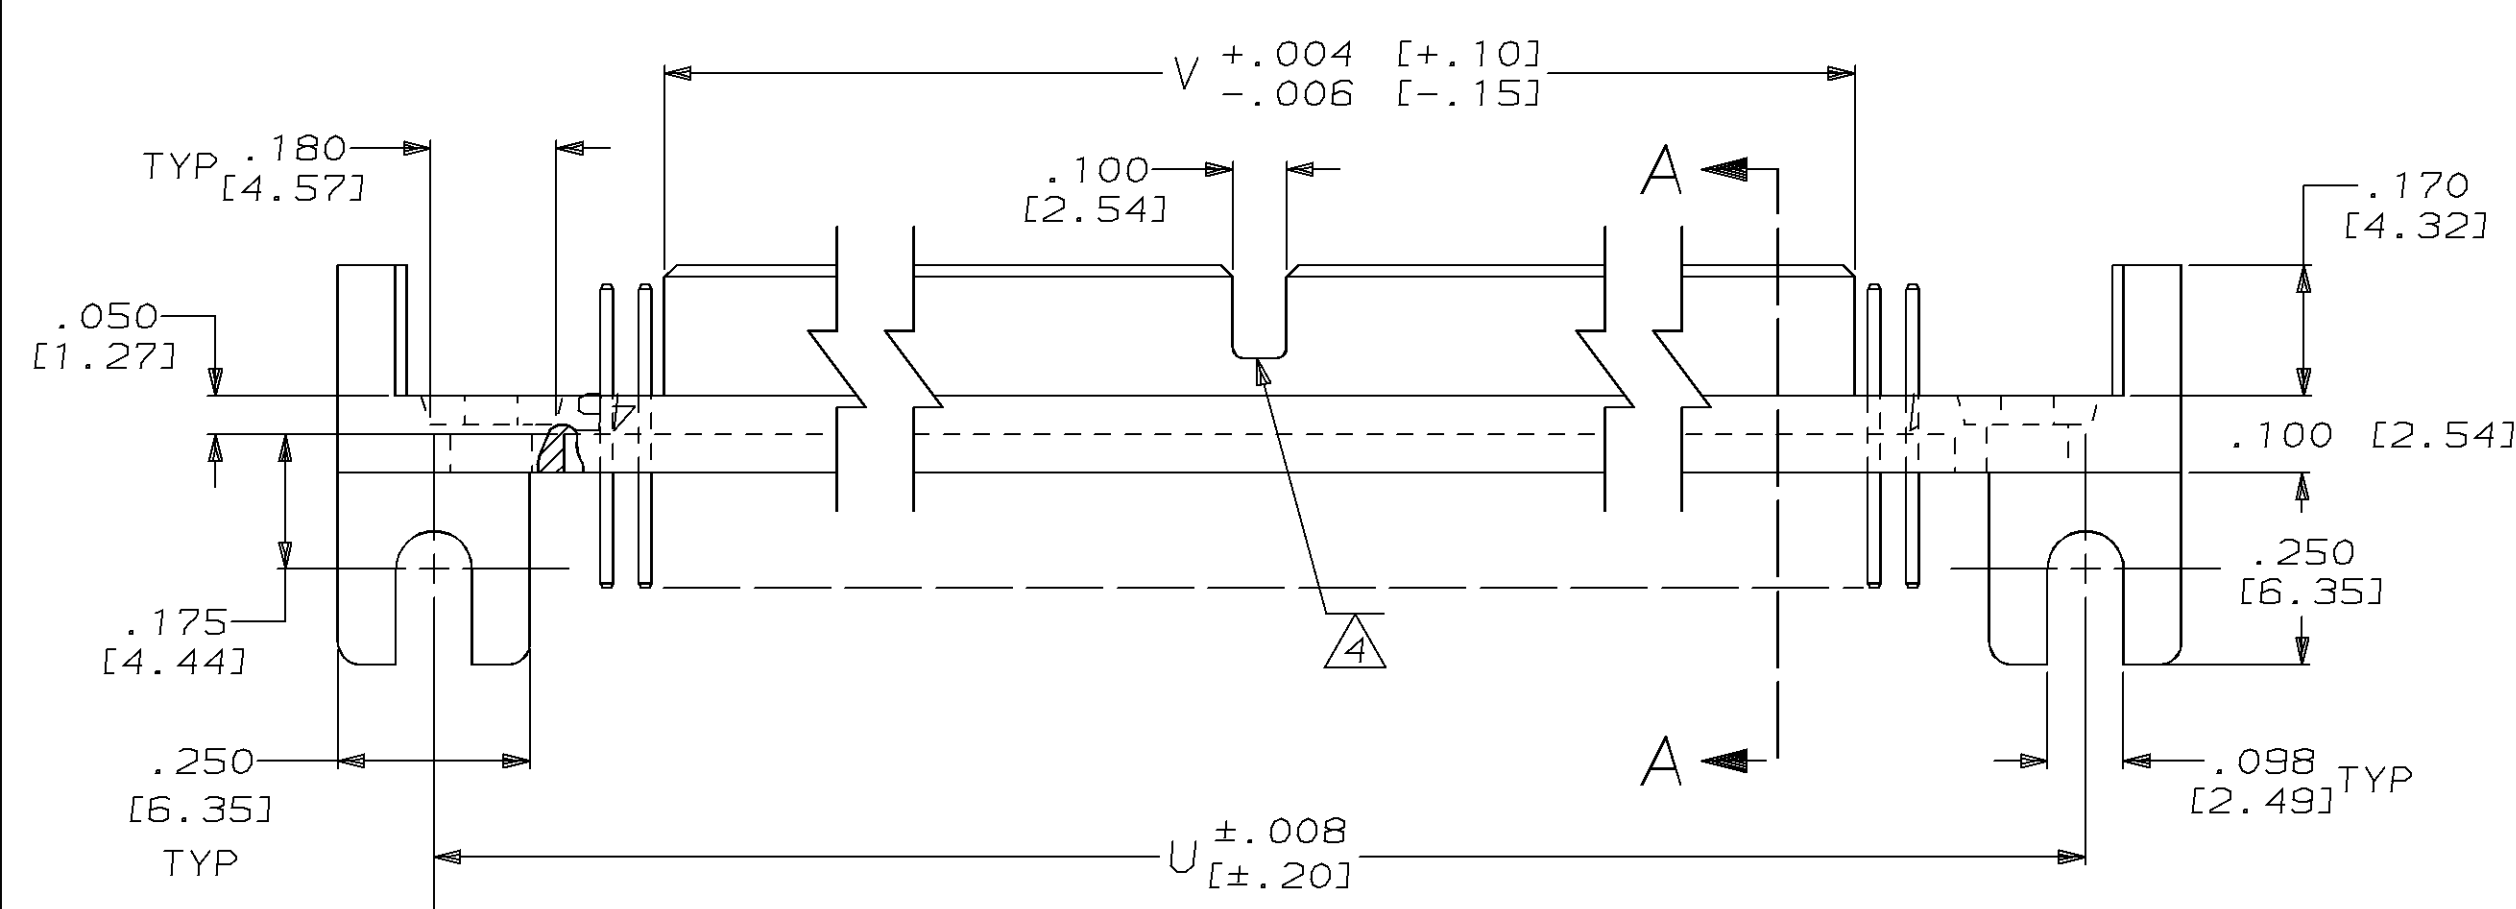 V +.004 [+.10]
-.006 [-.15]
TYP .180
[4.57]
.100
[2.54]
A
.170
[4.32]
.050
[1.27]
.100 [2.54]
.250
[6.35]
.175
[4.44]
4
.250
[6.35]
TYP
A
.098 TYP
[2.49]
U ±.008
[±.20]